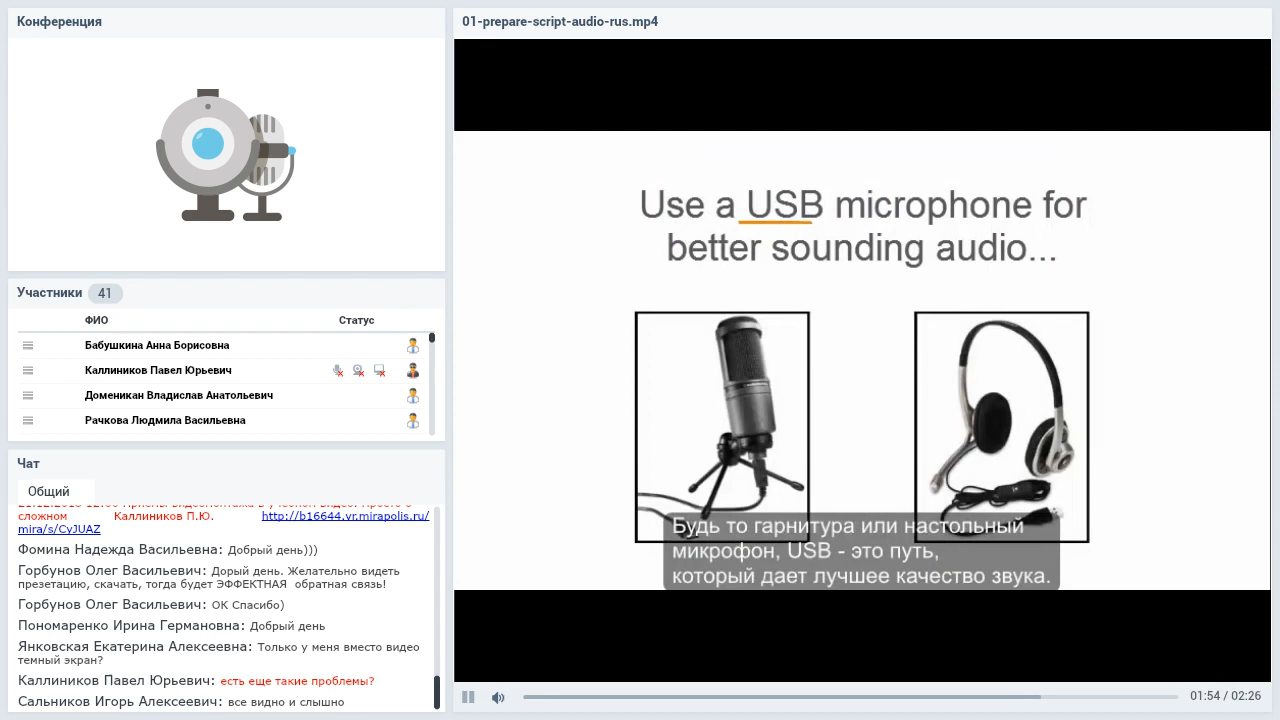 Конференция
01-prepare-script-audio-rus.mp4
Use a USB microphone for
better sounding audio...
Будь то гарнитура или настольный
микрофон, USB - это путь,
который дает лучшее качество звука.
01:54 / 02:26
Участники 41
ФИО Статус
Бабушкина Анна Борисовна
Каллиников Павел Юрьевич
Доменикан Владислав Анатольевич
Рачкова Людмила Васильевна
Чат
Общий
сложном Каллиников П.Ю. http://b16644.vr.mirapolis.ru/
mira/s/CyJUAZ
Фомина Надежда Васильевна: Добрый день)))
Горбунов Олег Васильевич: Дорый день. Желательно видеть
презетацию, скачать, тогда будет ЭФФЕКТНАЯ обратная связь!
Горбунов Олег Васильевич: ОК Спасибо)
Пономаренко Ирина Германовна: Добрый день
Янковская Екатерина Алексеевна: Только у меня вместо видео
темный экран?
Каллиников Павел Юрьевич: есть еще такие проблемы?
Сальников Игорь Алексеевич: все видно и слышно